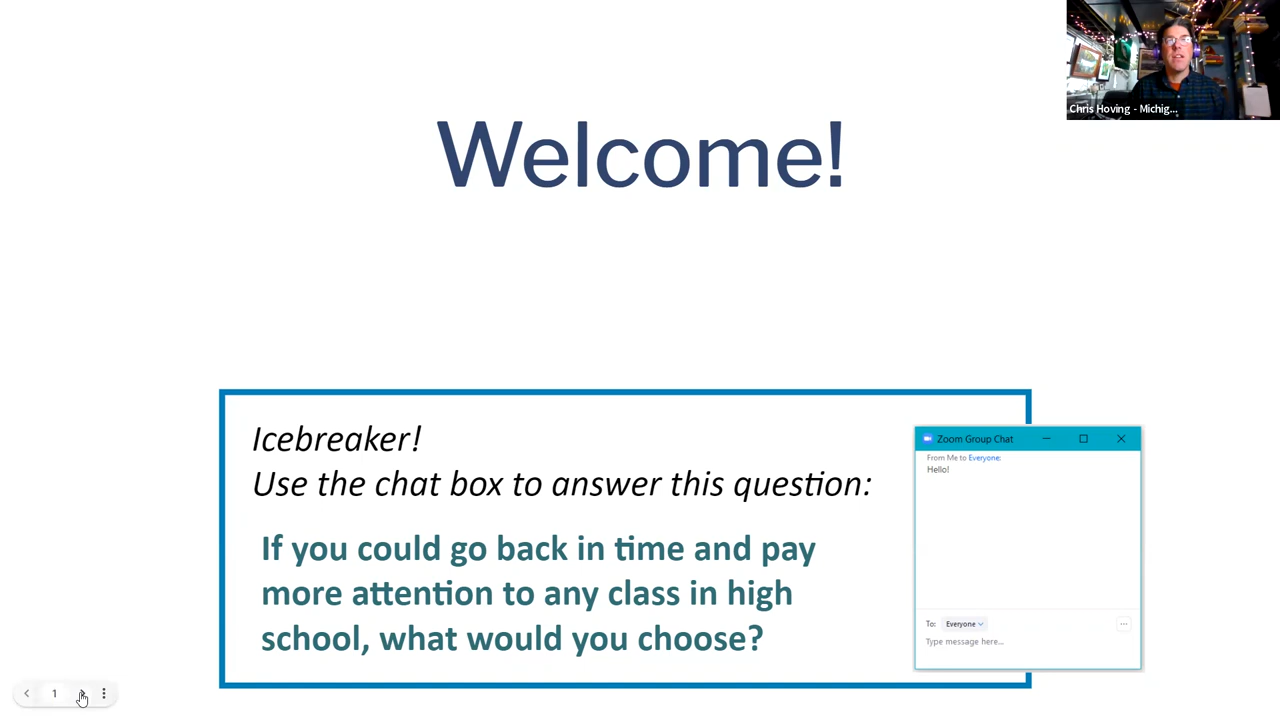 Chris Hoving - Michig...
Welcome!
Icebreaker!
Use the chat box to answer this question:
If you could go back in time and pay
more attention to any class in high
school, what would you choose?
Zoom Group Chat
From Me to Everyone:
Hello!
To: Everyone
Type message here...
1